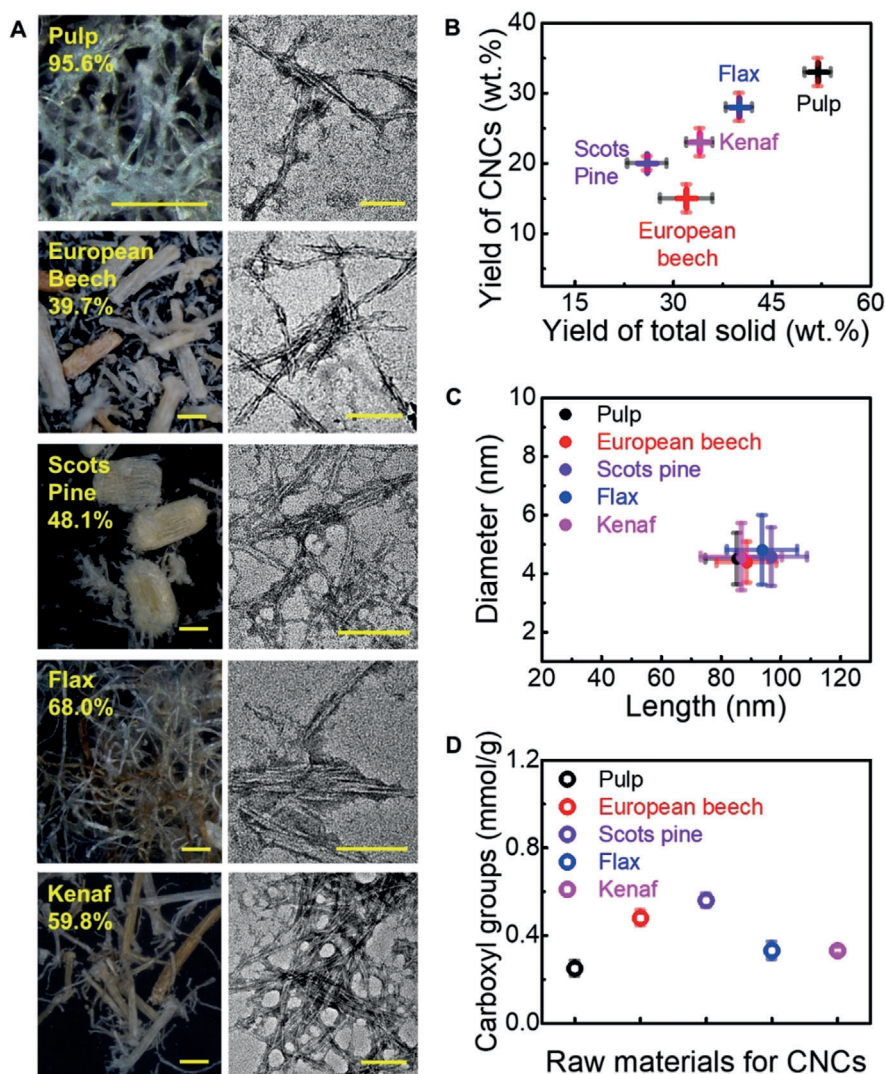 A
Pulp
95.6%
European
Beech
39.7%
Scots
Pine
48.1%
Flax
68.0%
Kenaf
59.8%
B
Yield of CNCs (wt.%)
40
30
20
10
Flax
Pulp
Kenaf
Scots
Pine
European
beech
15
30
45
60
Yield of total solid (wt.%)
C
Diameter (nm)
10
8
6
4
2
Pulp
European beech
Scots pine
Flax
Kenaf
20
40
60
80
100
120
Length (nm)
D
Carboxyl groups (mmol/g)
1.2
0.8
0.4
0.0
Pulp
European beech
Scots pine
Flax
Kenaf
Raw materials for CNCs